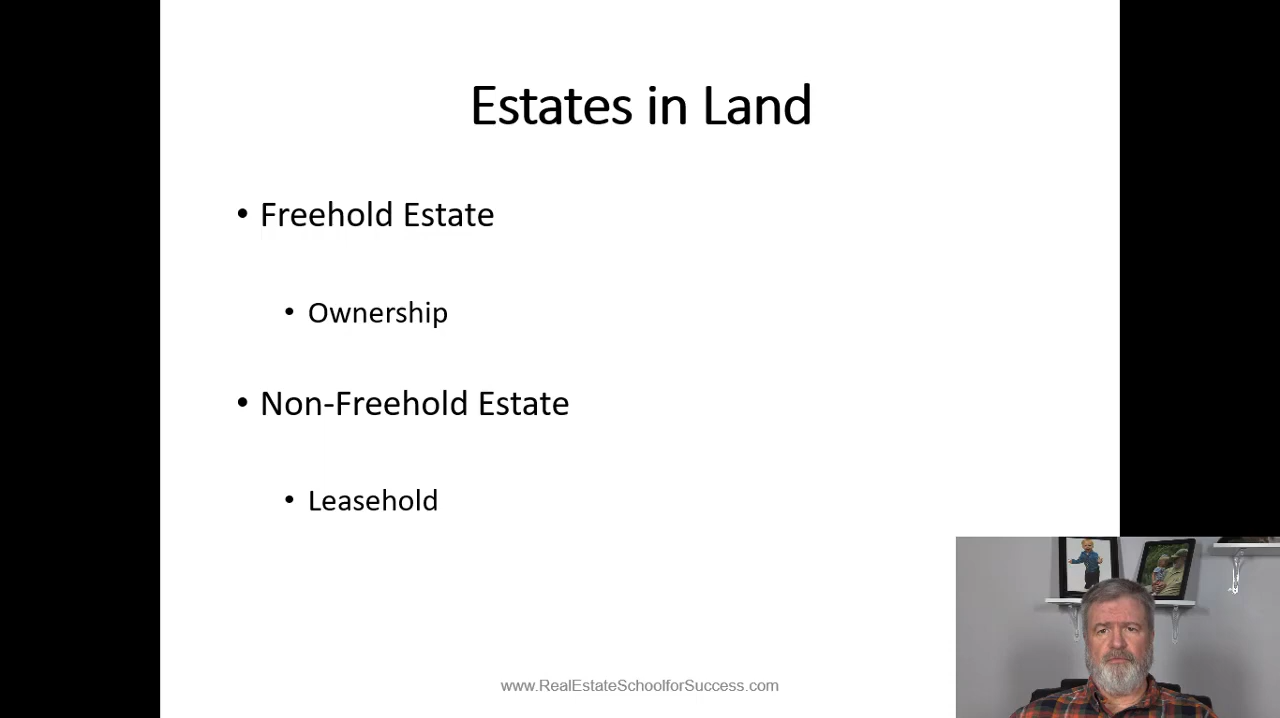 Estates in Land
• Freehold Estate
• Ownership
• Non-Freehold Estate
• Leasehold
www.RealEstateSchoolforSuccess.com